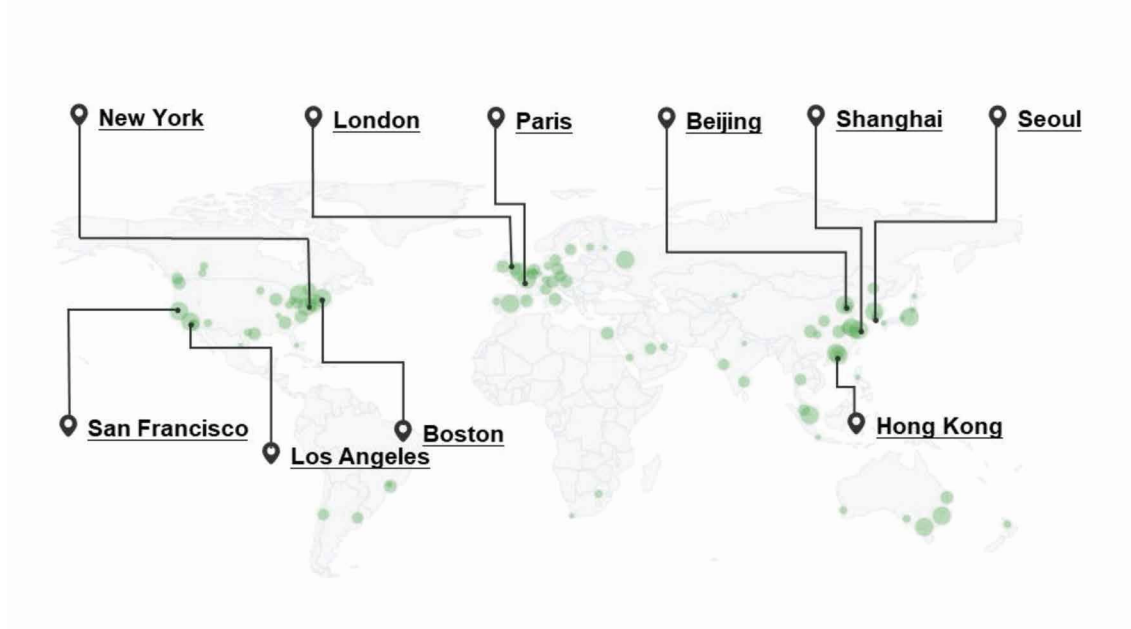 New York
London
Paris
Beijing
Shanghai
Seoul
San Francisco
Los Angeles
Boston
Hong Kong